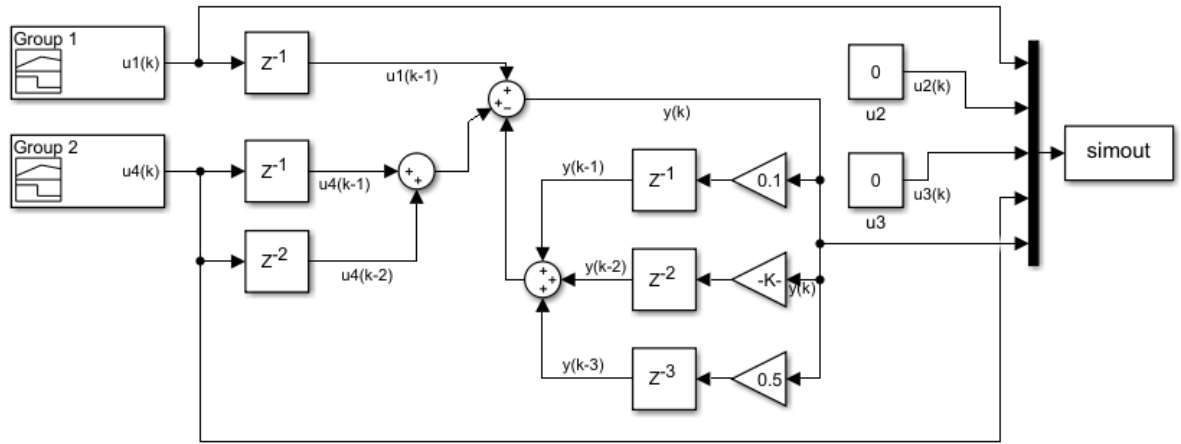 Group 1
u1(k)
Z-1
u1(k-1)
+
+
−
y(k)
0
u2(k)
u2
Group 2
u4(k)
Z-1
u4(k-1)
+
+
y(k-1)
Z-1
0.1
0
u3(k)
u3
simout
Z-2
u4(k-2)
+
+
+
y(k-2)
Z-2
-K-
y(k)
y(k-3)
Z-3
0.5